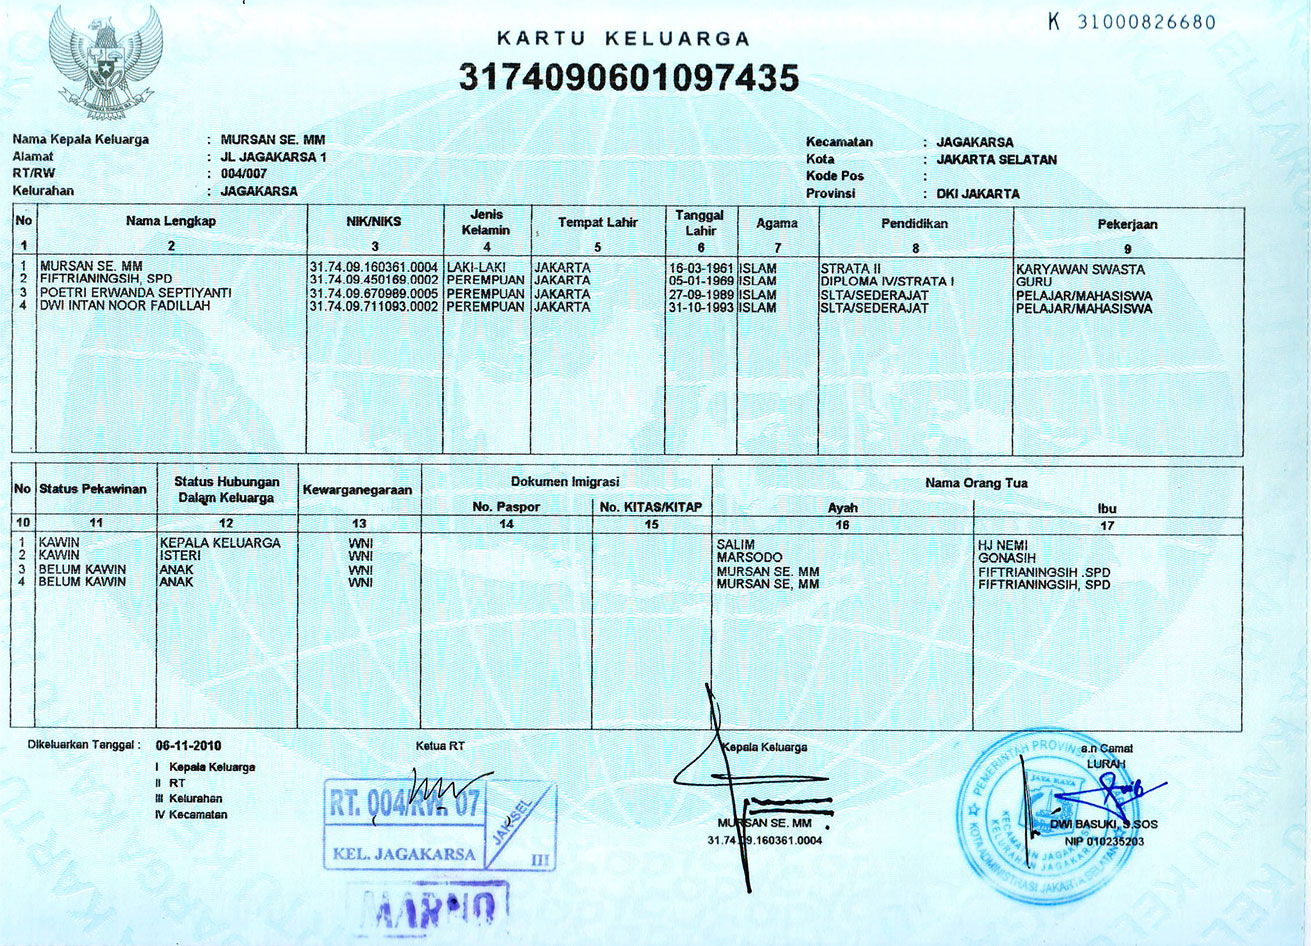 K 31000826680
KARTU KELUARGA
3174090601097435
Nama Kepala Keluarga : MURSAN SE. MM
Alamat : JL JAGAKARSA 1
RT/RW : 004/007
Kelurahan : JAGAKARSA
Kecamatan : JAGAKARSA
Kota : JAKARTA SELATAN
Kode Pos :
Provinsi : DKI JAKARTA
No Nama Lengkap NIK/NIKS Jenis Kelamin Tempat Lahir Tanggal Lahir Agama Pendidikan Pekerjaan
1 2 3 4 5 6 7 8 9
1 MURSAN SE. MM 31.74.09.160361.0004 LAKI-LAKI JAKARTA 16-03-1961 ISLAM STRATA II KARYAWAN SWASTA
2 FIFTRIANINGSIH, SPD 31.74.09.450169.0002 PEREMPUAN JAKARTA 05-01-1969 ISLAM DIPLOMA IV/STRATA I GURU
3 POETRI ERWANDA SEPTIYANTI 31.74.09.670989.0005 PEREMPUAN JAKARTA 27-09-1989 ISLAM SLTA/SEDERAJAT PELAJAR/MAHASISWA
4 DWI INTAN NOOR FADILLAH 31.74.09.711093.0002 PEREMPUAN JAKARTA 31-10-1993 ISLAM SLTA/SEDERAJAT PELAJAR/MAHASISWA
No Status Pekawinan Status Hubungan Dalam Keluarga Kewarganegaraan Dokumen Imigrasi Nama Orang Tua
No. Paspor No. KITAS/KITAP Ayah Ibu
10 11 12 13 14 15 16 17
1 KAWIN KEPALA KELUARGA WNI SALIM HJ NEMI
2 KAWIN ISTERI WNI MARSODO GONASIH
3 BELUM KAWIN ANAK WNI MURSAN SE. MM FIFTRIANINGSIH .SPD
4 BELUM KAWIN ANAK WNI MURSAN SE, MM FIFTRIANINGSIH, SPD
Dikeluarkan Tanggal : 06-11-2010
I Kepala Keluarga
II RT
III Kelurahan
IV Kecamatan
Ketua RT
RT. 004/RW. 07
KEL. JAGAKARSA
JAKSEL
III
MARNO
Kepala Keluarga
MURSAN SE. MM
31.74.09.160361.0004
a.n Camat
LURAH
DWI BASUKI, S.SOS
NIP 010235203
PEMERINTAH PROVINSI
JAYA RAYA
KECAMATAN JAGAKARSA
KELURAHAN JAGAKARSA
KOTA ADMINISTRASI JAKARTA SELATAN